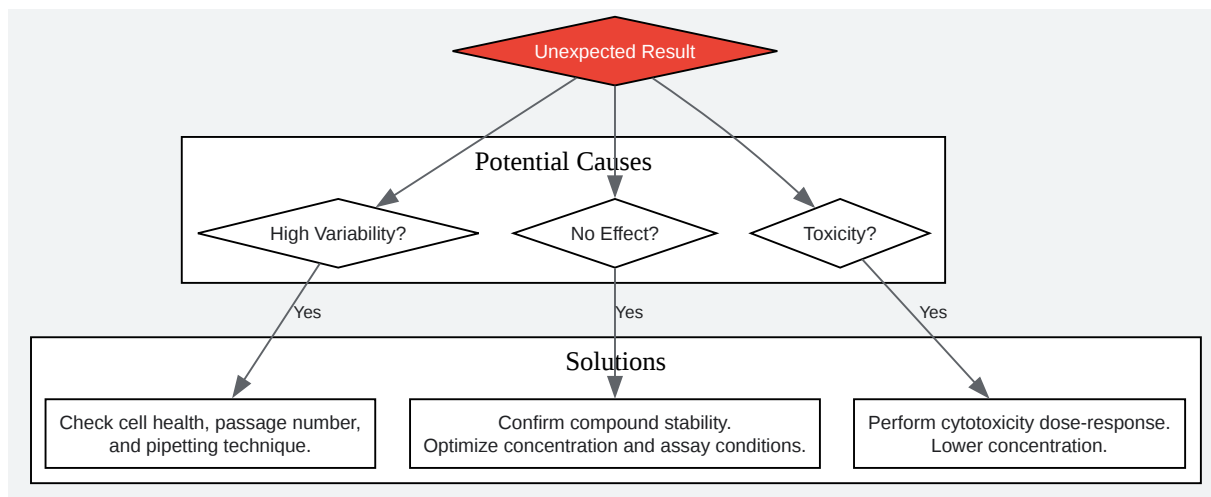 Unexpected Result
Potential Causes
High Variability?
No Effect?
Toxicity?
Yes
Yes
Yes
Solutions
Check cell health, passage number,
and pipetting technique.
Confirm compound stability.
Optimize concentration and assay conditions.
Perform cytotoxicity dose-response.
Lower concentration.